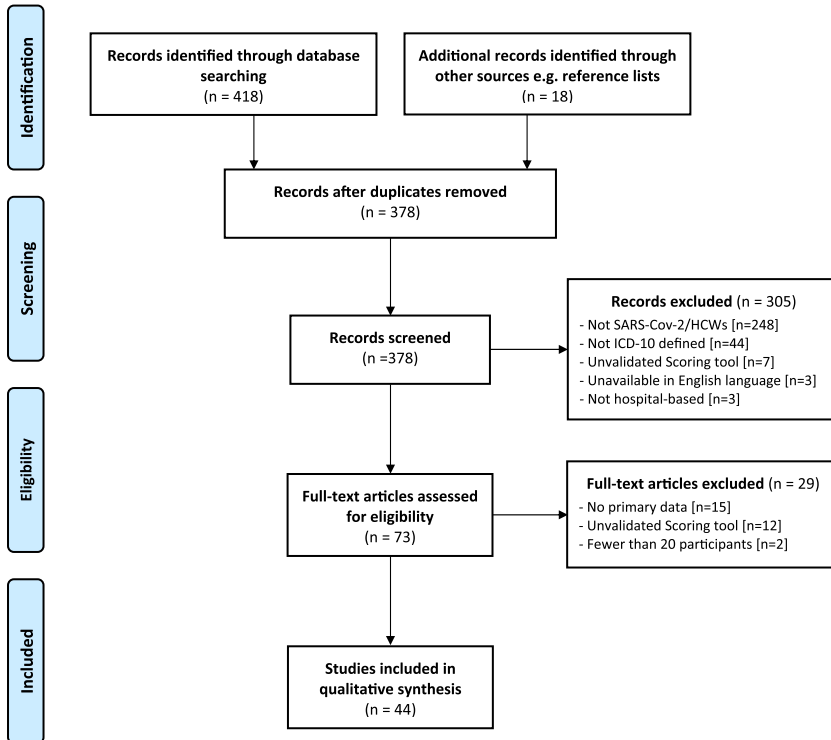 Identification
Records identified through database
searching
(n = 418)
Additional records identified through
other sources e.g. reference lists
(n = 18)
Records after duplicates removed
(n = 378)
Screening
Records screened
(n =378)
Records excluded (n = 305)
- Not SARS-Cov-2/HCWs [n=248]
- Not ICD-10 defined [n=44]
- Unvalidated Scoring tool [n=7]
- Unavailable in English language [n=3]
- Not hospital-based [n=3]
Eligibility
Full-text articles assessed
for eligibility
(n = 73)
Full-text articles excluded (n = 29)
- No primary data [n=15]
- Unvalidated Scoring tool [n=12]
- Fewer than 20 participants [n=2]
Included
Studies included in
qualitative synthesis
(n = 44)